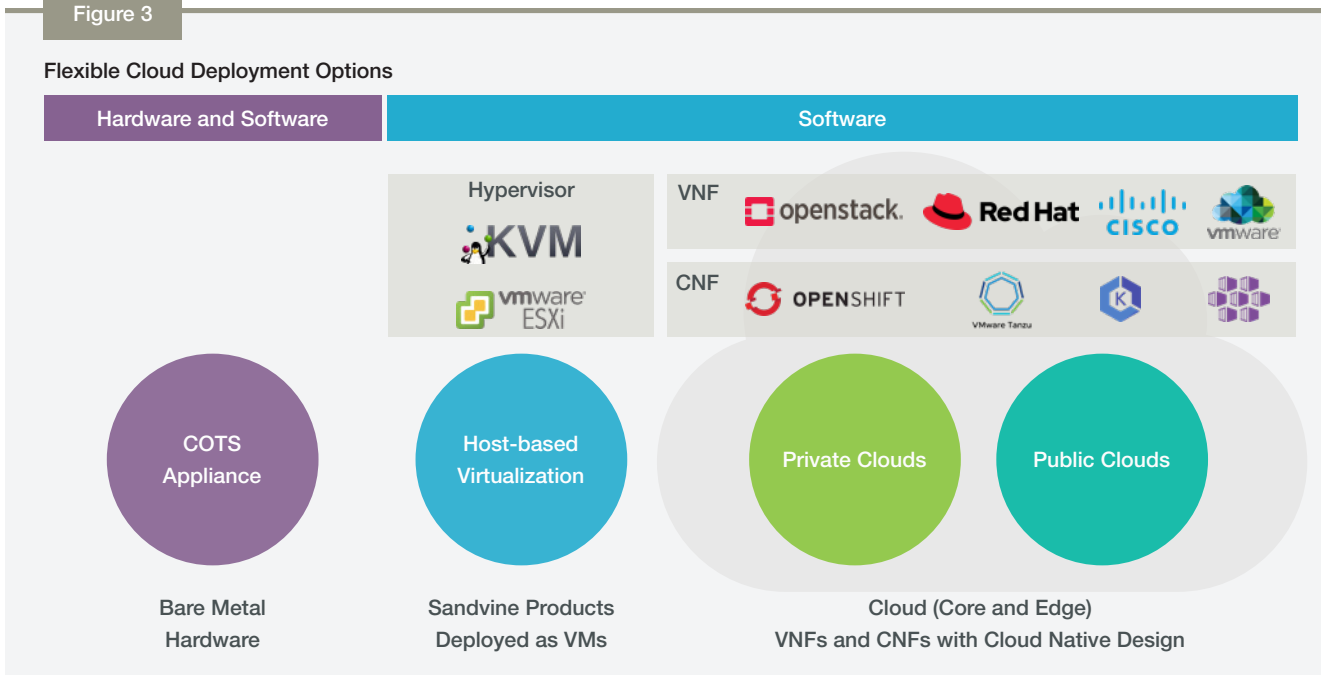 Figure 3
Flexible Cloud Deployment Options
Hardware and Software
Software
Hypervisor
KVM
vmware
ESXi
VNF
openstack.
Red Hat
CISCO
vmware
CNF
OPENSHIFT
VMware Tanzu
K
COTS
Appliance
Host-based
Virtualization
Private Clouds
Public Clouds
Bare Metal
Hardware
Sandvine Products
Deployed as VMs
Cloud (Core and Edge)
VNFs and CNFs with Cloud Native Design